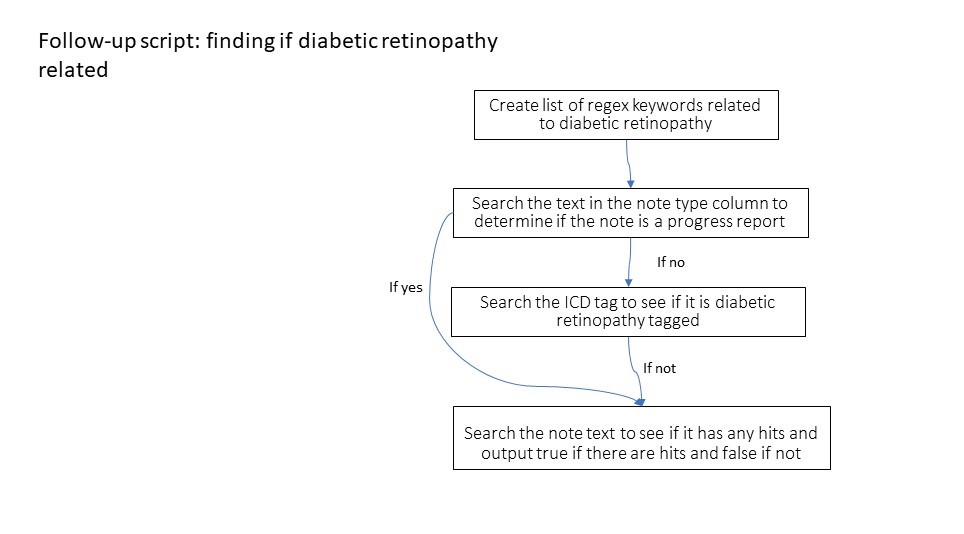 Follow-up script: finding if diabetic retinopathy
related
Create list of regex keywords related
to diabetic retinopathy
Search the text in the note type column to
determine if the note is a progress report
If no
If yes
Search the ICD tag to see if it is diabetic
retinopathy tagged
If not
Search the note text to see if it has any hits and
output true if there are hits and false if not